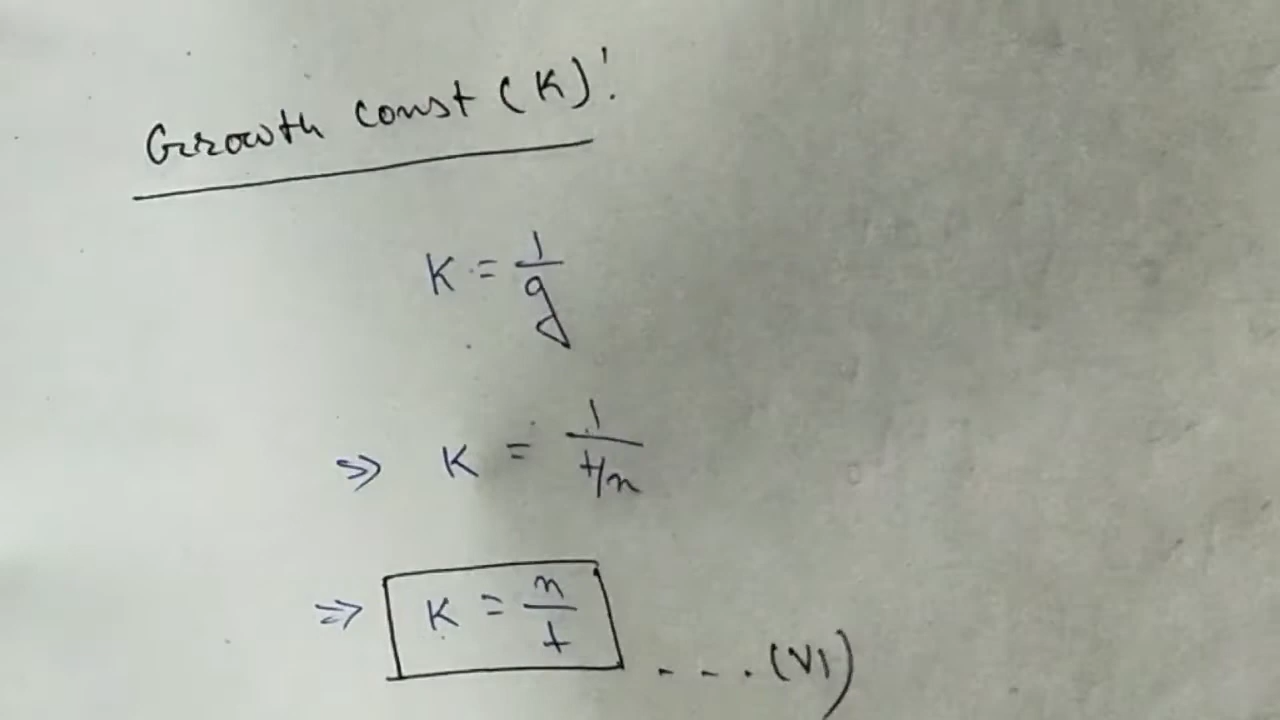 Growth const (K):
K = 1/g
⇒ K = 1/(t/n)
⇒ K = n/t ....(VI)